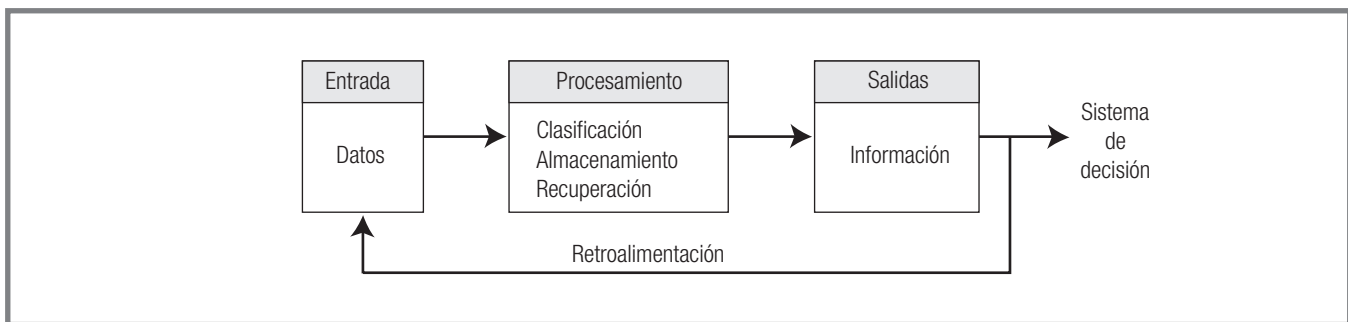 Entrada
Datos
Procesamiento
Clasificación
Almacenamiento
Recuperación
Salidas
Información
Sistema
de
decisión
Retroalimentación